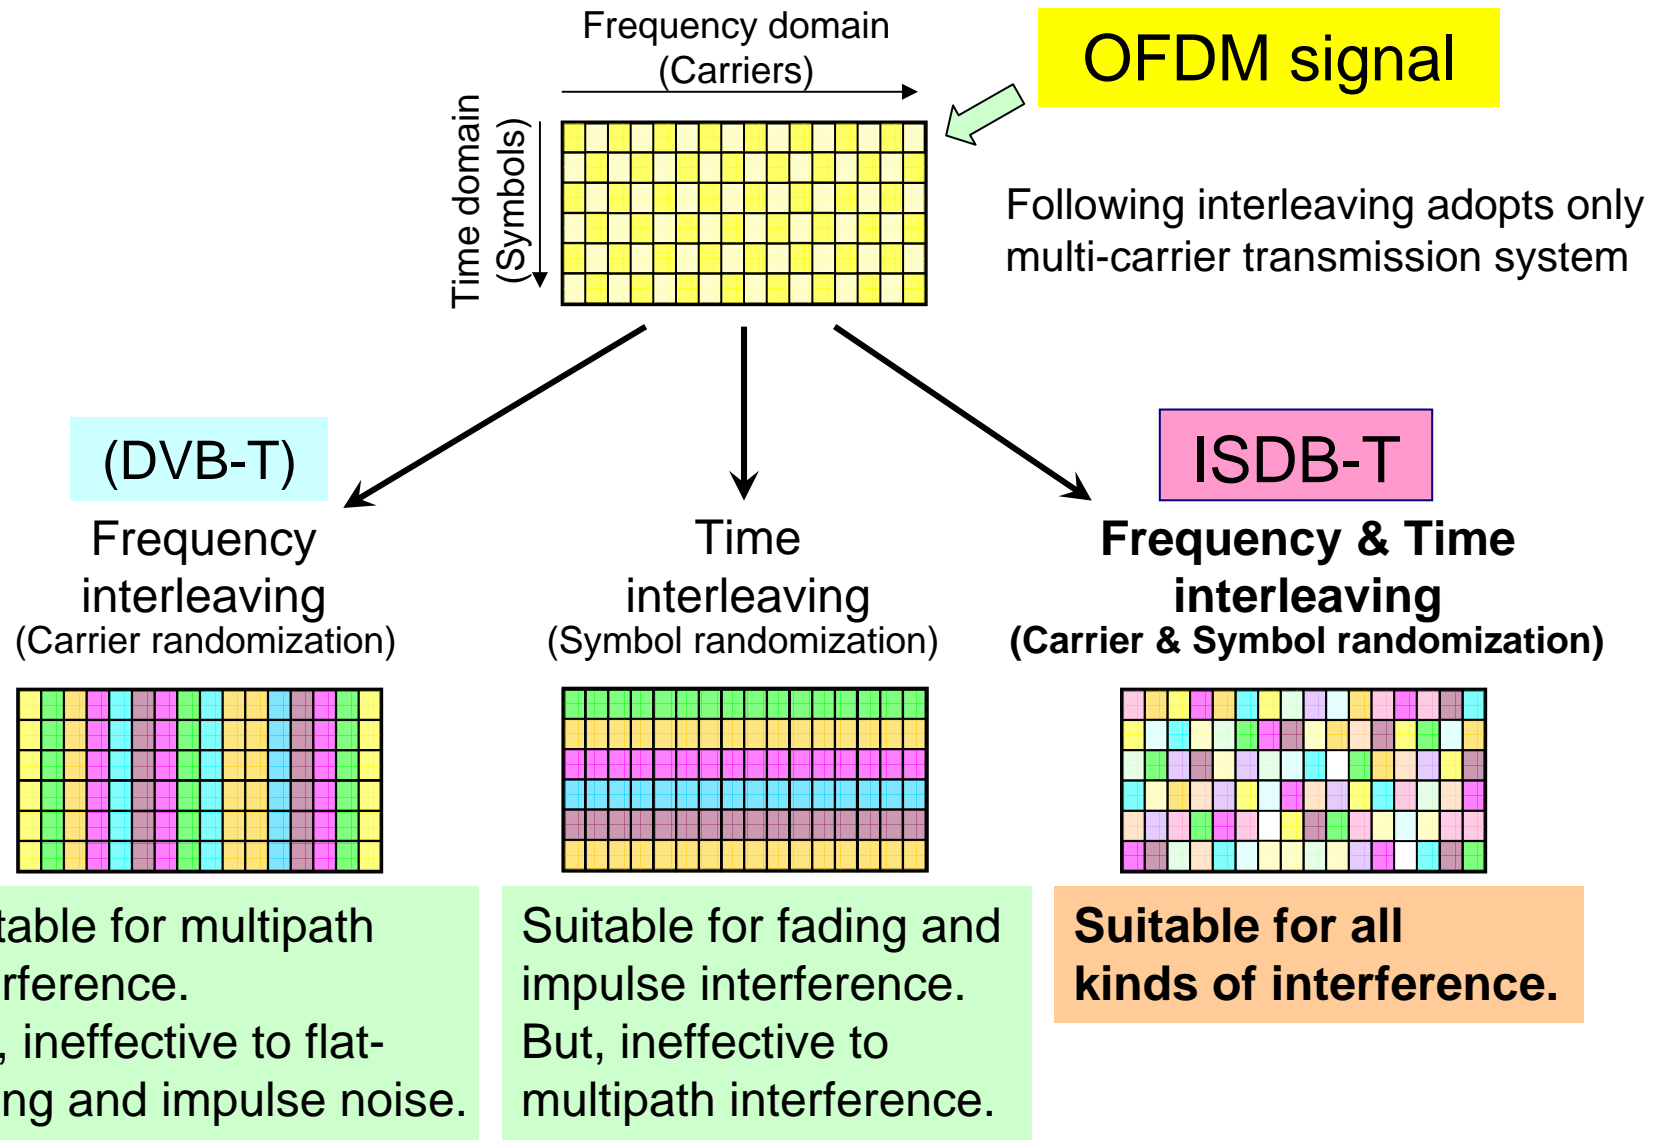 Frequency domain
(Carriers)
OFDM signal
Time domain
(Symbols)
Following interleaving adopts only
multi-carrier transmission system
(DVB-T)
ISDB-T
Frequency
interleaving
(Carrier randomization)
Time
interleaving
(Symbol randomization)
Frequency & Time
interleaving
(Carrier & Symbol randomization)
table for multipath
rference.
, ineffective to flat-
ng and impulse noise.
Suitable for fading and
impulse interference.
But, ineffective to
multipath interference.
Suitable for all
kinds of interference.